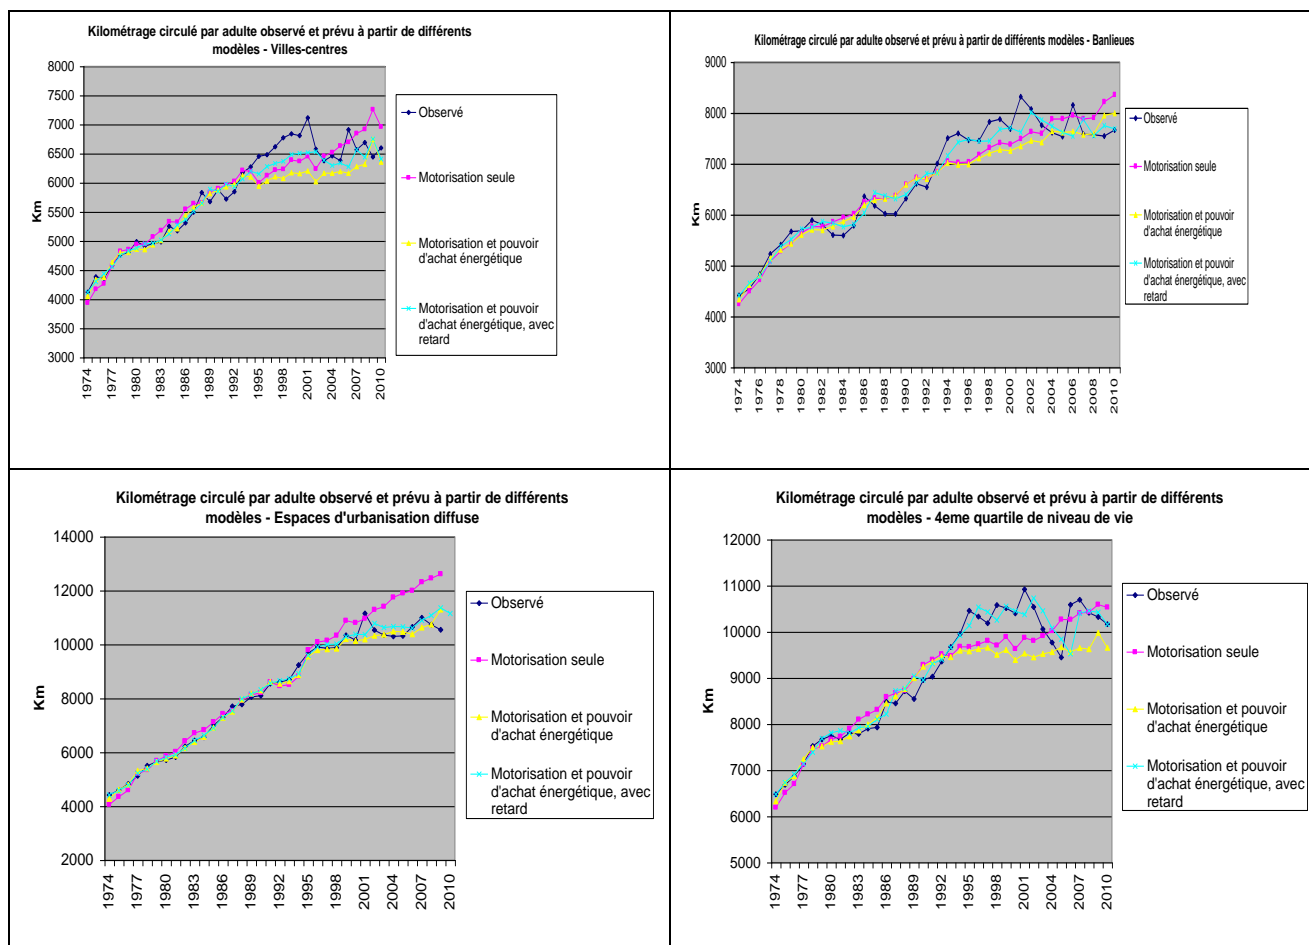 Kilométrage circulé par adulte observé et prévu à partir de différents
modèles - Villes-centres
8000
7500
7000
6500
6000
5500
5000
4500
4000
3500
3000
Km
1974
1977
1980
1983
1986
1989
1992
1995
1998
2001
2004
2007
2010
Observé
Motorisation seule
Motorisation et pouvoir
d'achat énergétique
Motorisation et pouvoir
d'achat énergétique, avec
retard
Kilométrage circulé par adulte observé et prévu à partir de différents modèles - Banlieues
9000
8000
7000
6000
5000
4000
3000
Km
1974
1976
1978
1980
1982
1984
1986
1988
1990
1992
1994
1996
1998
2000
2002
2004
2006
2008
2010
Observé
Motorisation seule
Motorisation et pouvoir
d'achat énergétique
Motorisation et pouvoir
d'achat énergétique, avec
retard
Kilométrage circulé par adulte observé et prévu à partir de différents
modèles - Espaces d'urbanisation diffuse
14000
12000
10000
8000
6000
4000
2000
Km
1974
1977
1980
1983
1986
1989
1992
1995
1998
2001
2004
2007
2010
Observé
Motorisation seule
Motorisation et pouvoir
d'achat énergétique
Motorisation et pouvoir
d'achat énergétique, avec
retard
Kilométrage circulé par adulte observé et prévu à partir de différents
modèles - 4eme quartile de niveau de vie
12000
11000
10000
9000
8000
7000
6000
5000
Km
1974
1977
1980
1983
1986
1989
1992
1995
1998
2001
2004
2007
2010
Observé
Motorisation seule
Motorisation et pouvoir
d'achat énergétique
Motorisation et pouvoir
d'achat énergétique, avec
retard